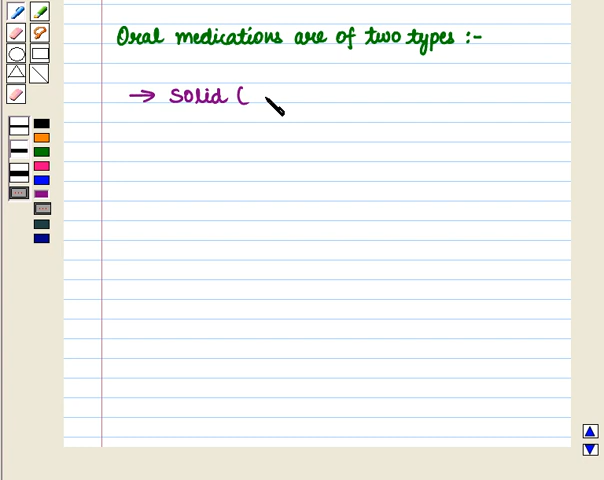 Oral medications are of two types :-
→ Solid (